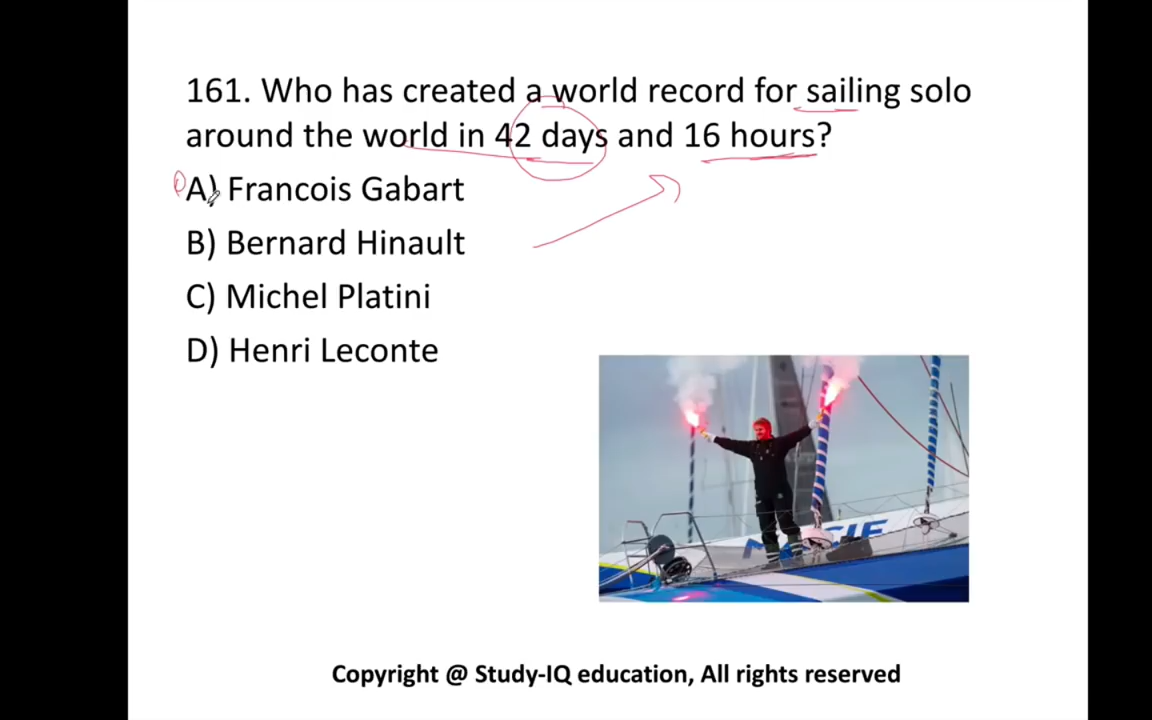 161. Who has created a world record for sailing solo
around the world in 42 days and 16 hours?
A) Francois Gabart
B) Bernard Hinault
C) Michel Platini
D) Henri Leconte
Copyright @ Study-IQ education, All rights reserved